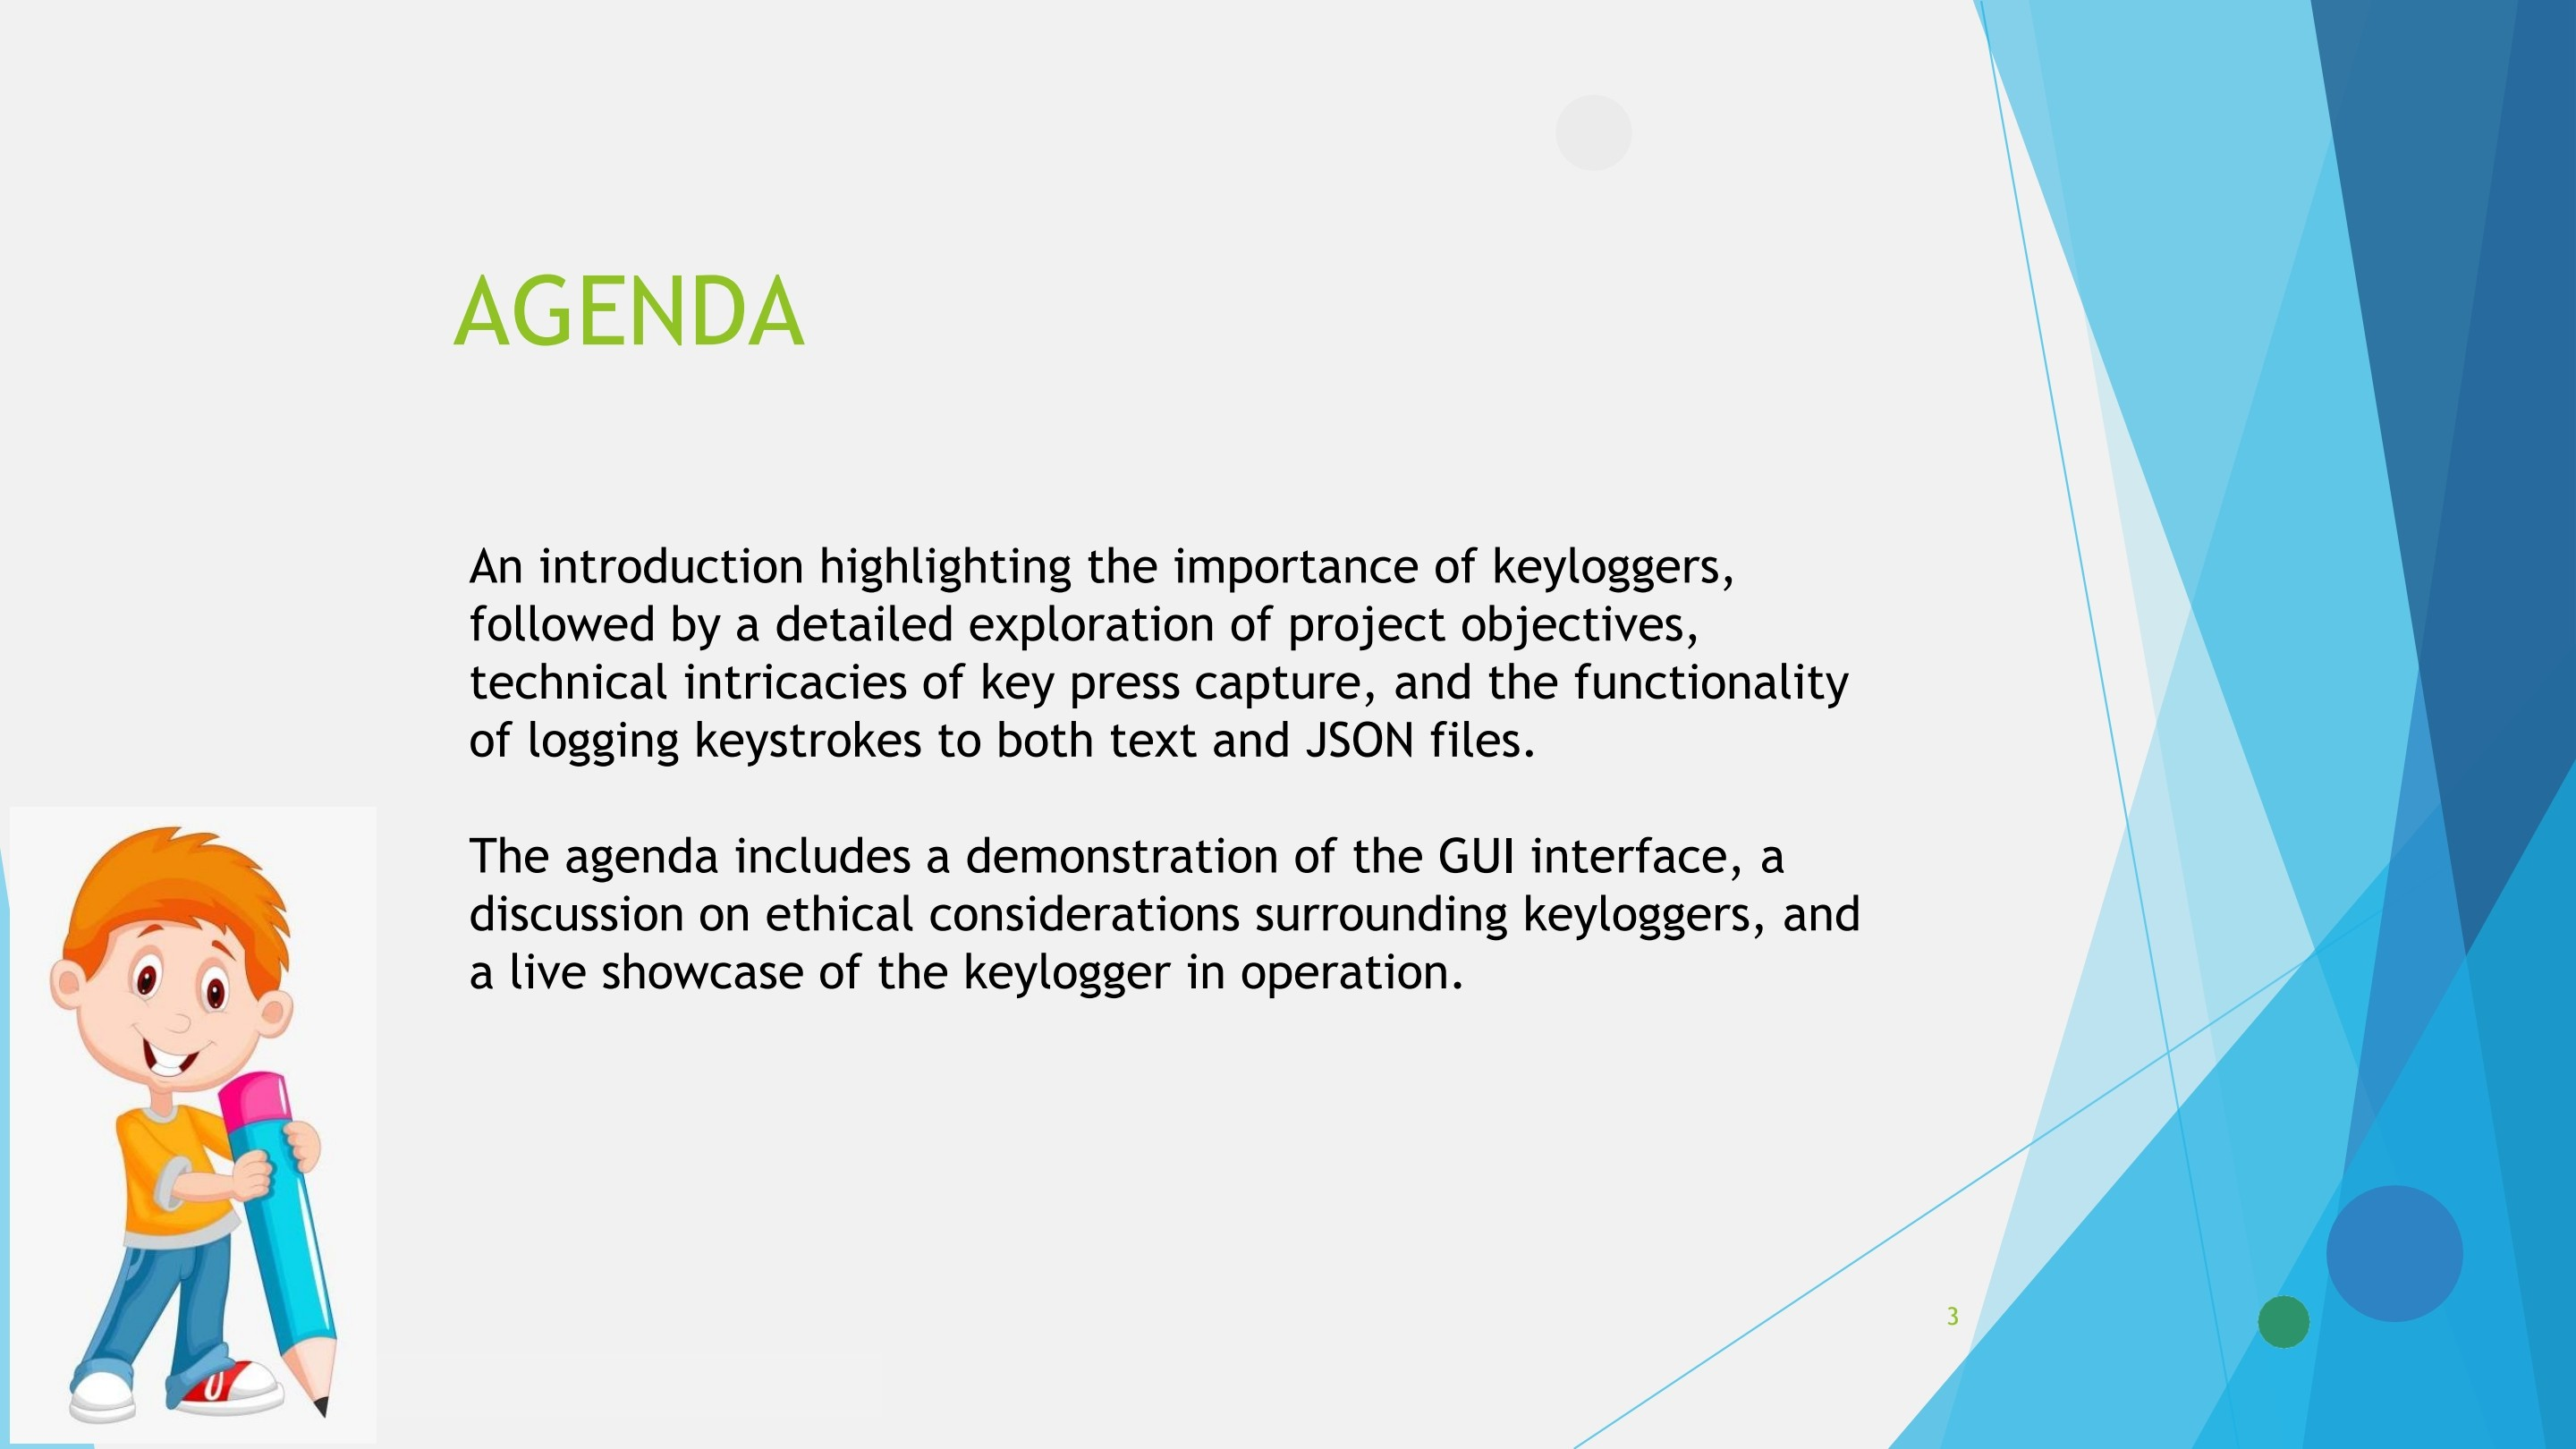 AGENDA
An introduction highlighting the importance of keyloggers,
followed by a detailed exploration of project objectives,
technical intricacies of key press capture, and the functionality
of logging keystrokes to both text and JSON files.
The agenda includes a demonstration of the GUI interface, a
discussion on ethical considerations surrounding keyloggers, and
a live showcase of the keylogger in operation.
3